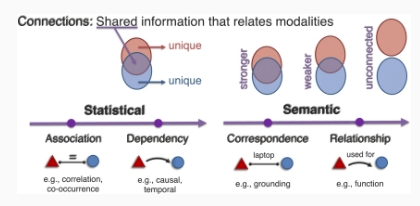 Connections: Shared information that relates modalities
unique
unique
stronger
weaker
unconnected
Statistical
Semantic
Association
Dependency
Correspondence
Relationship
=
laptop
used for
e.g., correlation,
co-occurrence
e.g., causal,
temporal
e.g., grounding
e.g., function